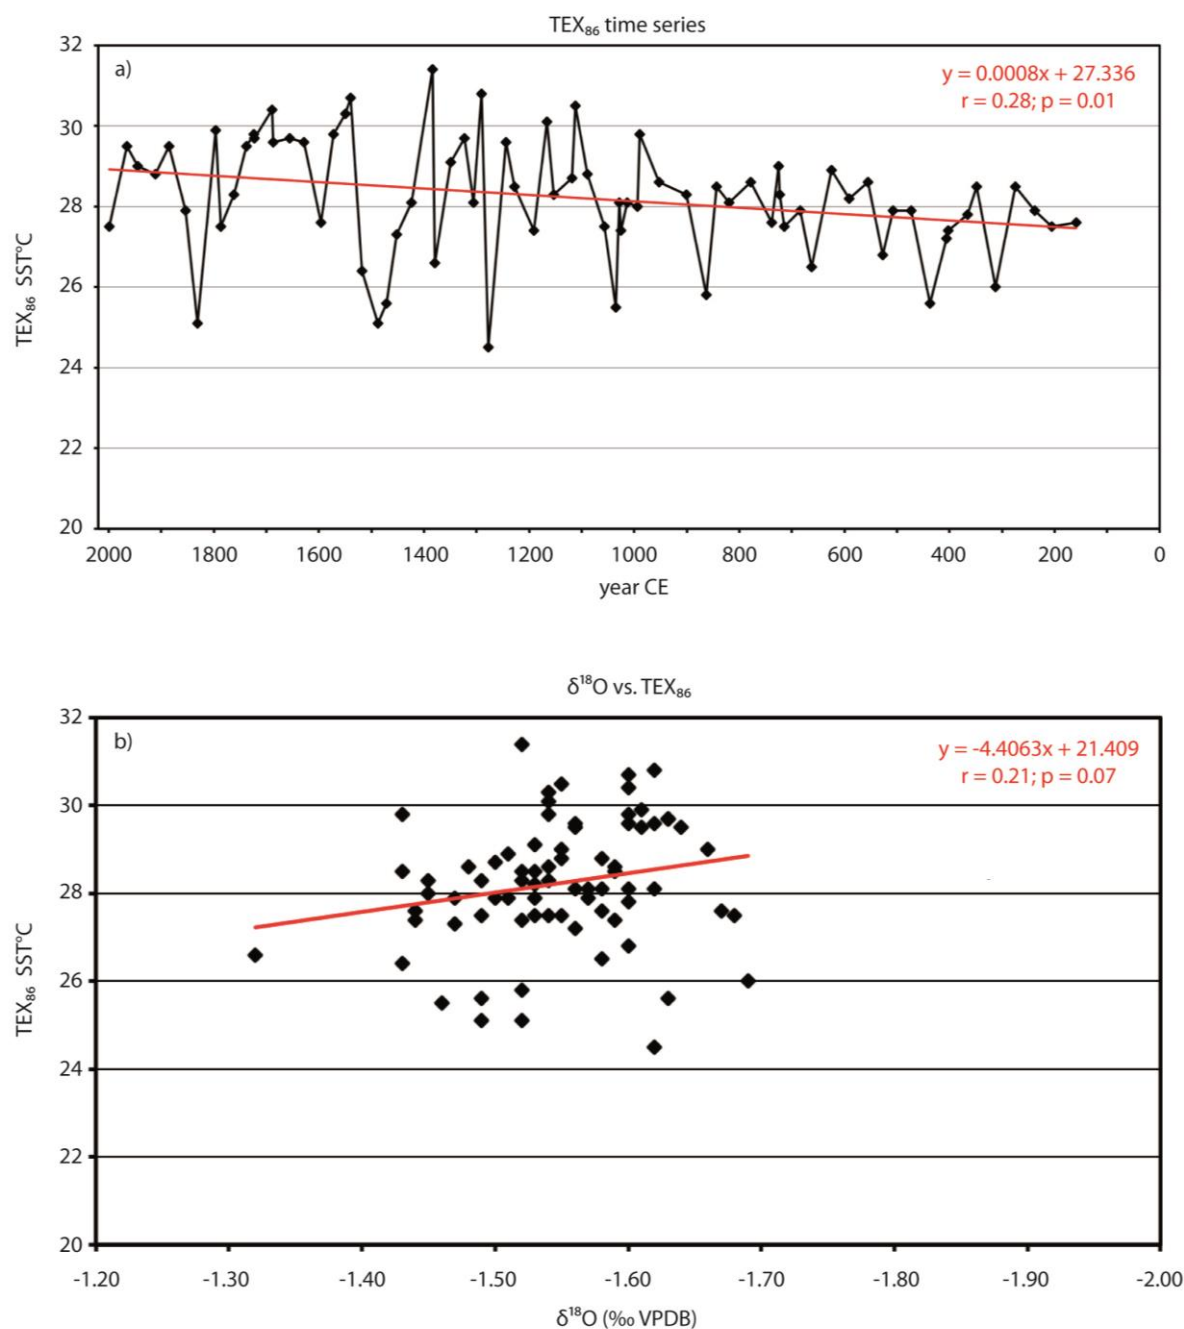 TEX₈₆ time series
a)
y = 0.0008x + 27.336
r = 0.28; p = 0.01
32
30
28
26
24
22
20
TEX₈₆ SST°C
2000 1800 1600 1400 1200 1000 800 600 400 200 0
year CE
δ¹⁸O vs. TEX₈₆
b)
y = -4.4063x + 21.409
r = 0.21; p = 0.07
32
30
28
26
24
22
20
TEX₈₆ SST°C
-1.20 -1.30 -1.40 -1.50 -1.60 -1.70 -1.80 -1.90 -2.00
δ¹⁸O (‰ VPDB)